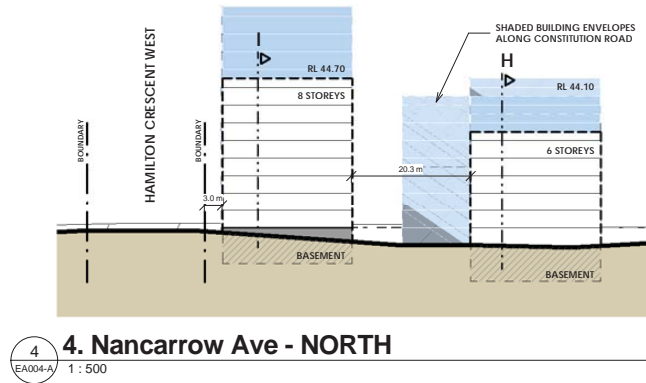 SHADED BUILDING ENVELOPES
ALONG CONSTITUTION ROAD
HAMILTON CRESCENT WEST
BOUNDARY
BOUNDARY
I
RL 44.70
8 STOREYS
H
RL 44.10
6 STOREYS
20.3 m
3.0 m
BASEMENT
BASEMENT
4
EA004-A
4. Nancarrow Ave - NORTH
1 : 500